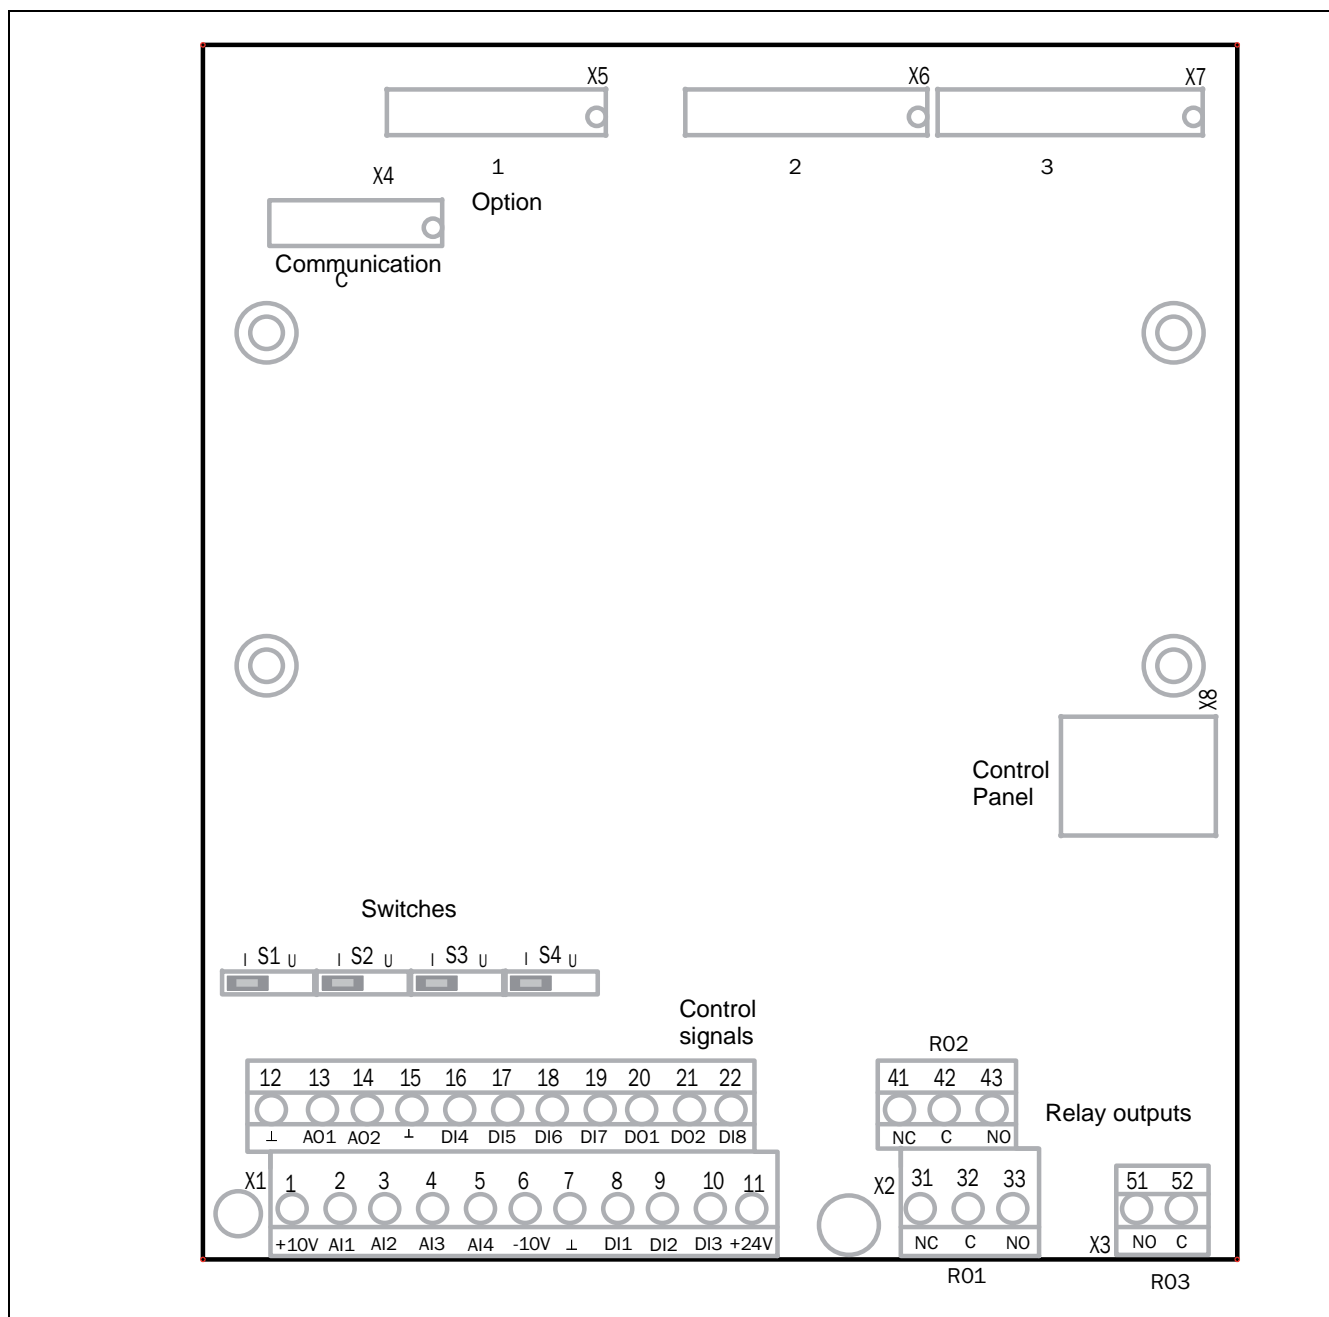 X5 X6 X7
1 2 3
X4
Option
Communication
C
X8
Control
Panel
Switches
I S1 U I S2 U I S3 U I S4 U
Control
signals
RO2
12 13 14 15 16 17 18 19 20 21 22
41 42 43
Relay outputs
⊥ AO1 AO2 ⊥ DI4 DI5 DI6 DI7 DO1 DO2 DI8
NC C NO
X1 1 2 3 4 5 6 7 8 9 10 11
X2 31 32 33
51 52
+10V AI1 AI2 AI3 AI4 -10V ⊥ DI1 DI2 DI3 +24V
NC C NO
X3 NO C
RO1
RO3